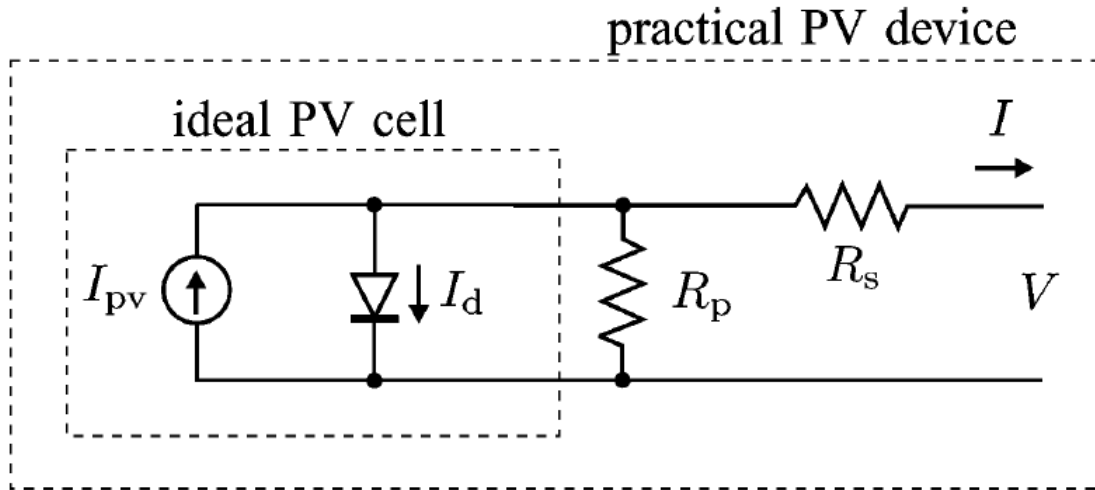 practical PV device
ideal PV cell
I
I_pv
I_d
R_p
R_s
V